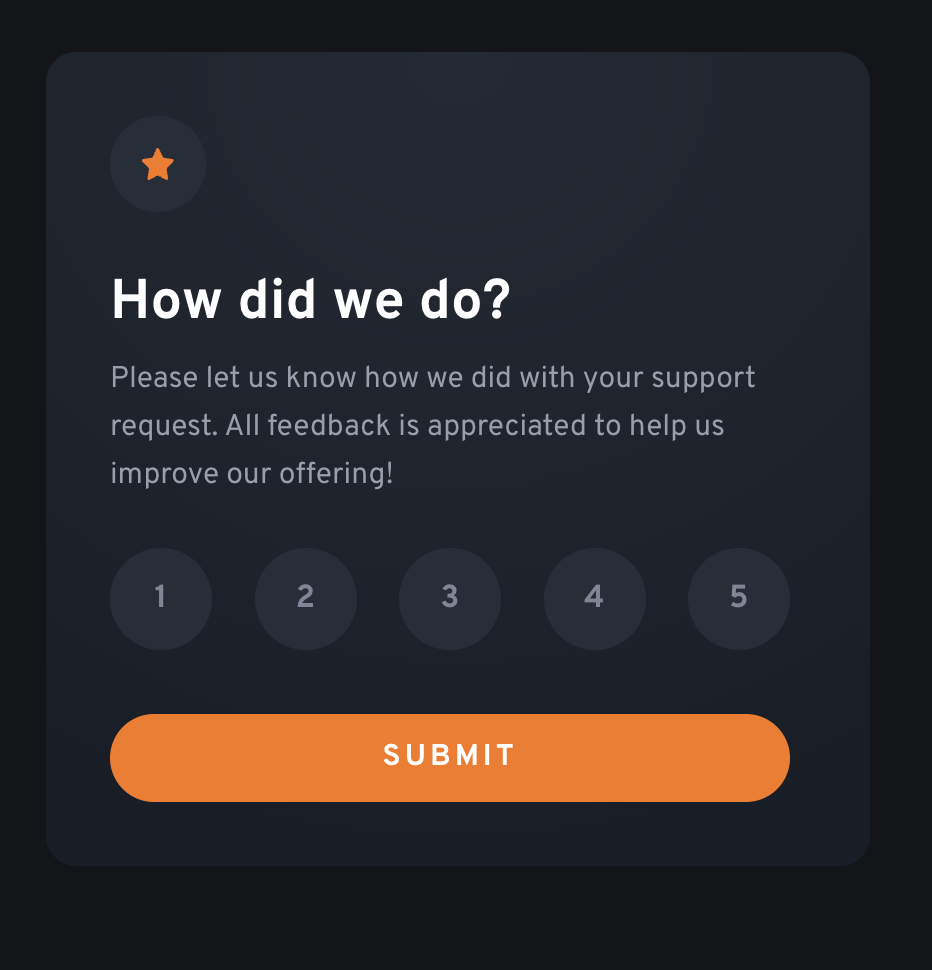 How did we do?
Please let us know how we did with your support
request. All feedback is appreciated to help us
improve our offering!
1 2 3 4 5
SUBMIT